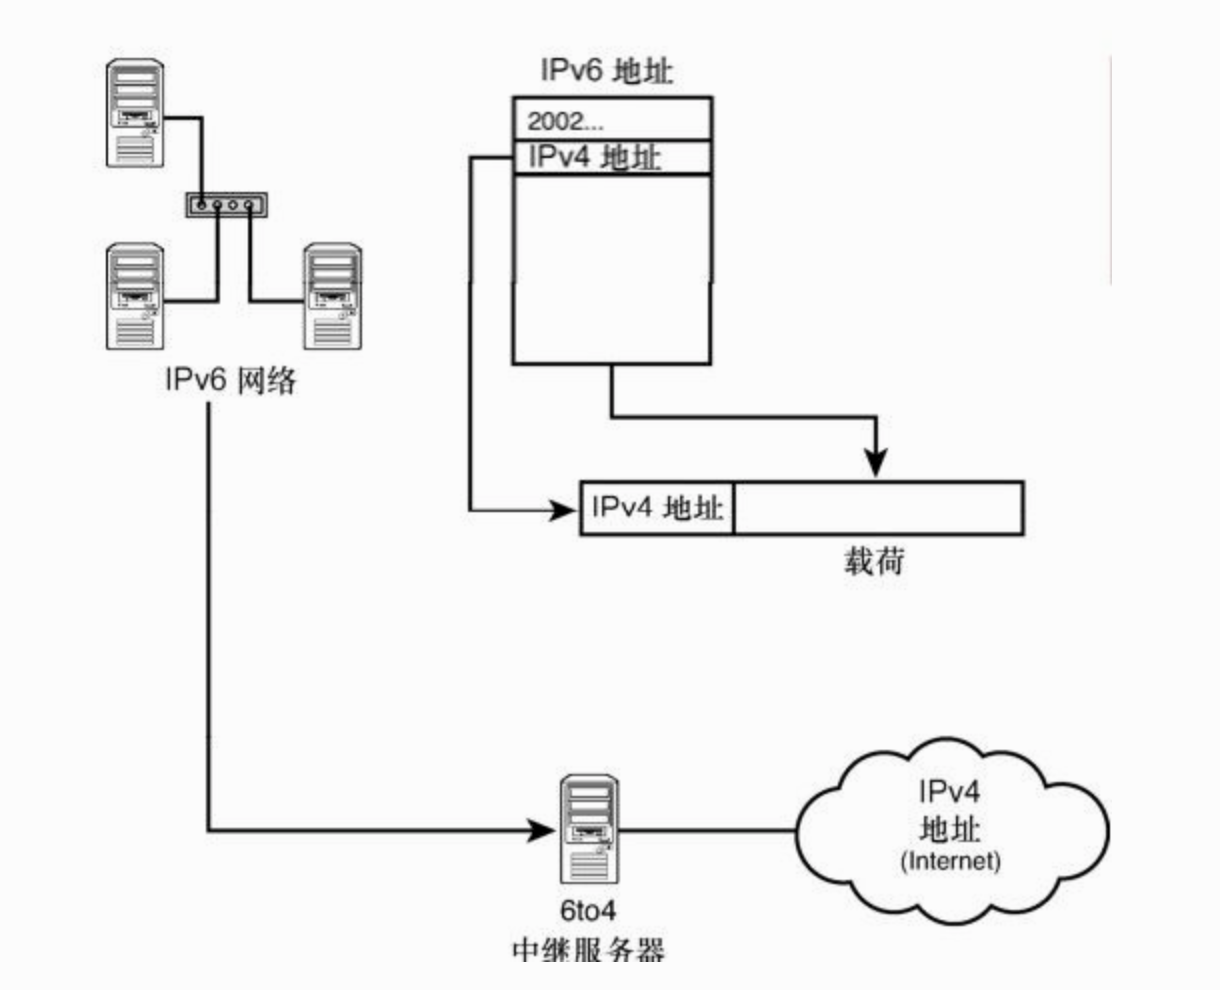 IPv6 地址
2002...
IPv4 地址
IPv6 网络
IPv4 地址
载荷
IPv4
地址
(Internet)
6to4
中继服务器